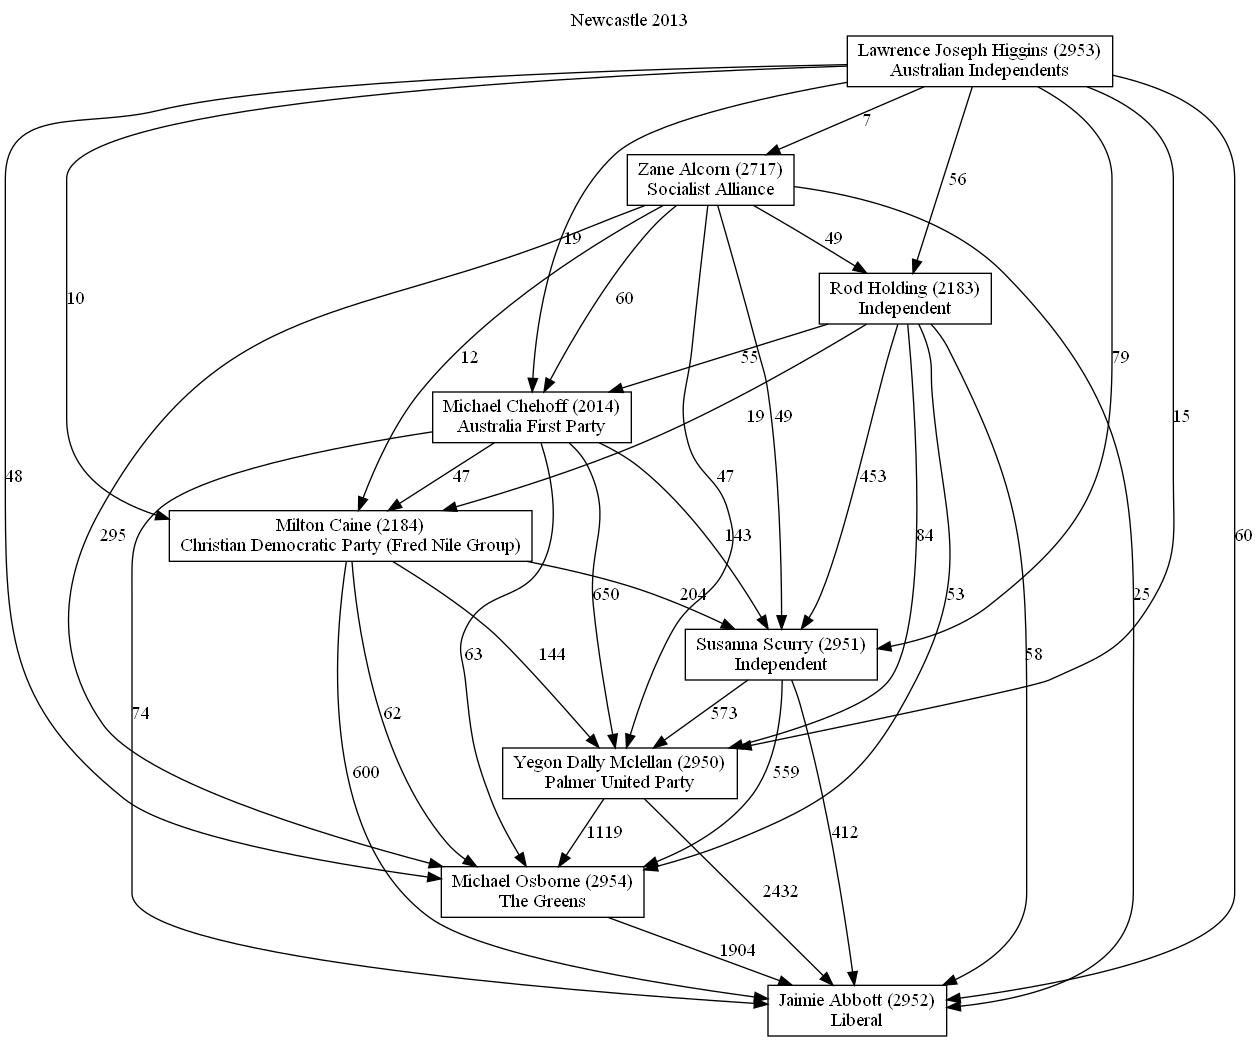 Newcastle 2013
Lawrence Joseph Higgins (2953)
Australian Independents
7
Zane Alcorn (2717)
Socialist Alliance
56
19
60
49
Rod Holding (2183)
Independent
10
12
55
79
Michael Chehoff (2014)
Australia First Party
19
49
15
48
47
47
453
Milton Caine (2184)
Christian Democratic Party (Fred Nile Group)
295
143
84
60
650
204
53
25
Susanna Scurry (2951)
Independent
63
144
58
74
62
573
Yegon Dally Mclellan (2950)
Palmer United Party
600
559
1119
412
Michael Osborne (2954)
The Greens
2432
1904
Jaimie Abbott (2952)
Liberal